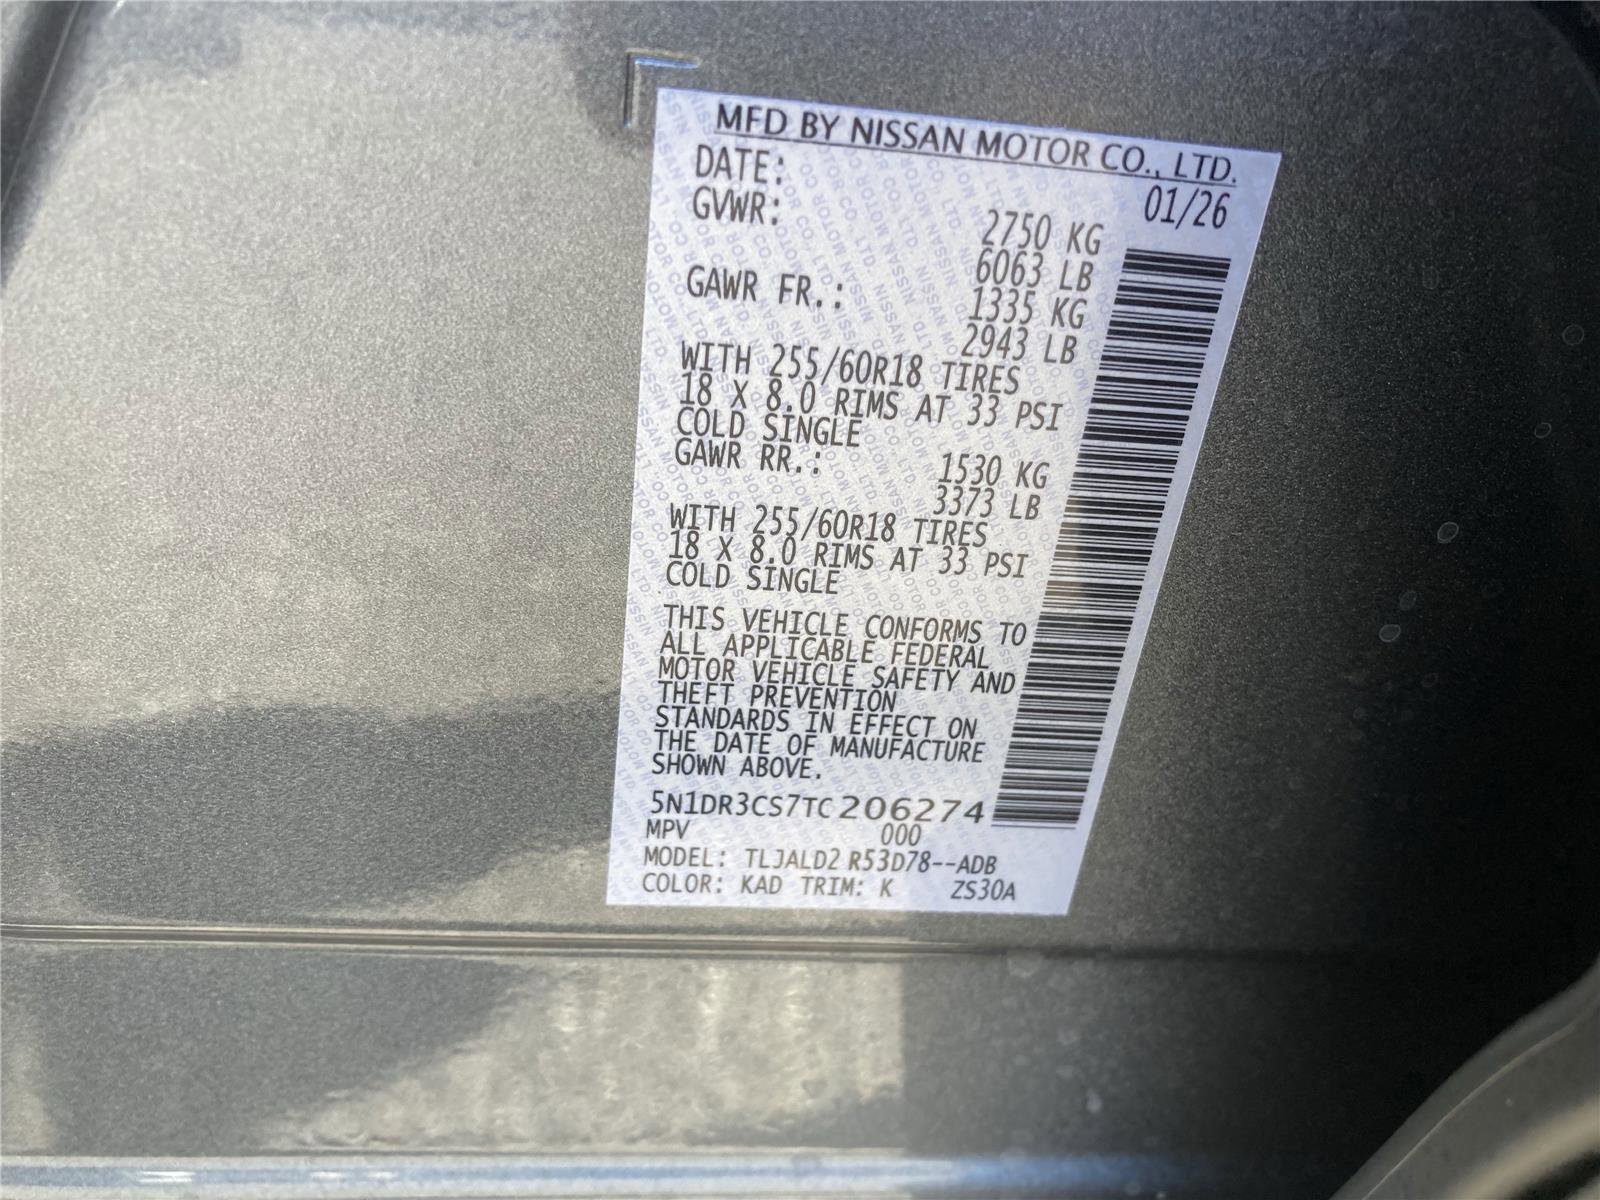 MFD BY NISSAN MOTOR CO., LTD.
DATE: 01/26
GVWR: 2750 KG
6063 LB
GAWR FR.: 1335 KG
2943 LB
WITH 255/60R18 TIRES
18 X 8.0 RIMS AT 33 PSI
COLD SINGLE
GAWR RR.: 1530 KG
3373 LB
WITH 255/60R18 TIRES
18 X 8.0 RIMS AT 33 PSI
COLD SINGLE
THIS VEHICLE CONFORMS TO
ALL APPLICABLE FEDERAL
MOTOR VEHICLE SAFETY AND
THEFT PREVENTION
STANDARDS IN EFFECT ON
THE DATE OF MANUFACTURE
SHOWN ABOVE.
5N1DR3CS7TC206274
MPV 000
MODEL: TLJALD2 R53D78--ADB
COLOR: KAD TRIM: K ZS30A